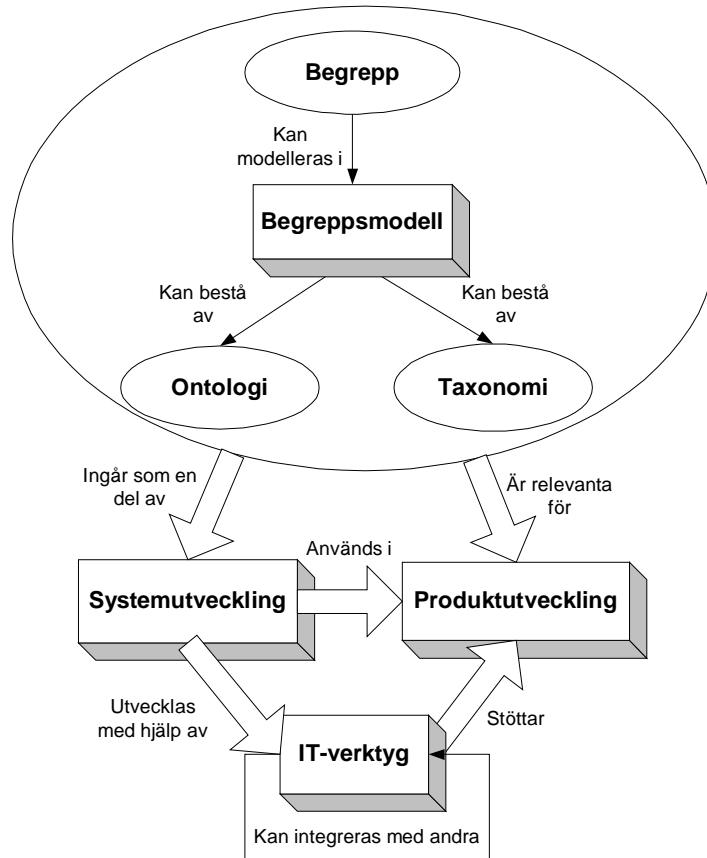 Begrepp
Kan
modelleras i
Begreppsmodell
Kan bestå
av
Kan bestå
av
Ontologi
Taxonomi
Ingår som en
del av
Är relevanta
för
Används i
Systemutveckling
Produktutveckling
Utvecklas
med hjälp av
Stöttar
IT-verktyg
Kan integreras med andra